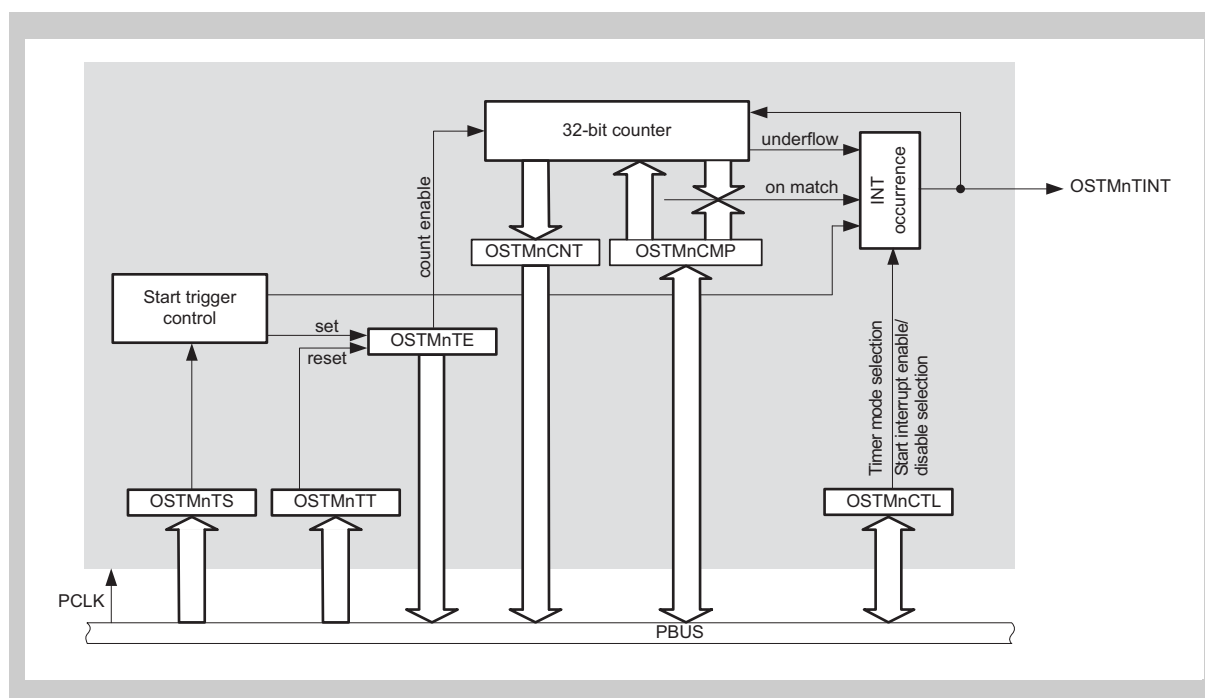 32-bit counter
underflow
on match
INT
occurrence
OSTMnTINT
count enable
OSTMnCNT
OSTMnCMP
Start trigger
control
set
reset
OSTMnTE
Timer mode selection
Start interrupt enable/
disable selection
OSTMnTS
OSTMnTT
OSTMnCTL
PCLK
PBUS